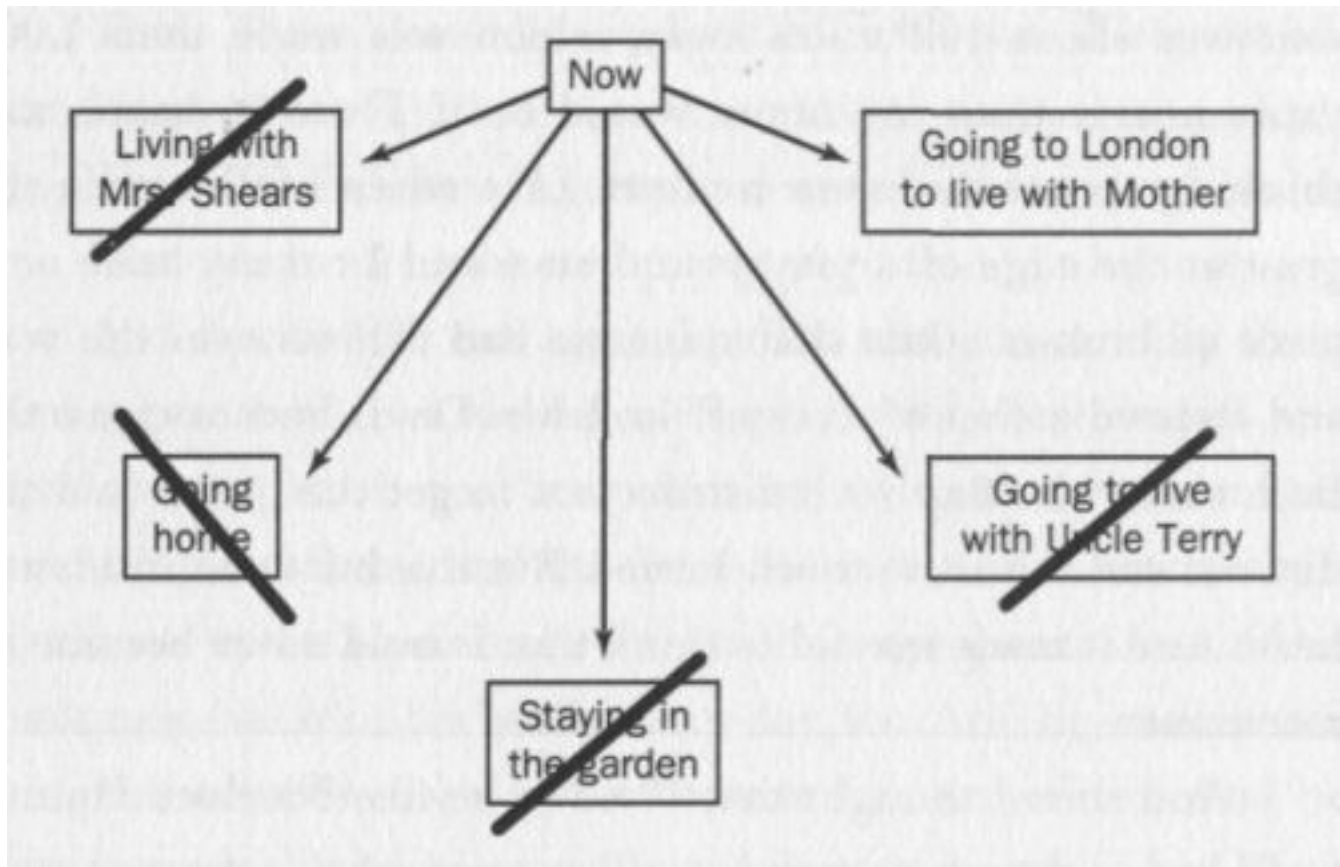 Now
Living with
Mrs. Shears
Going to London
to live with Mother
Going
home
Going to live
with Uncle Terry
Staying in
the garden